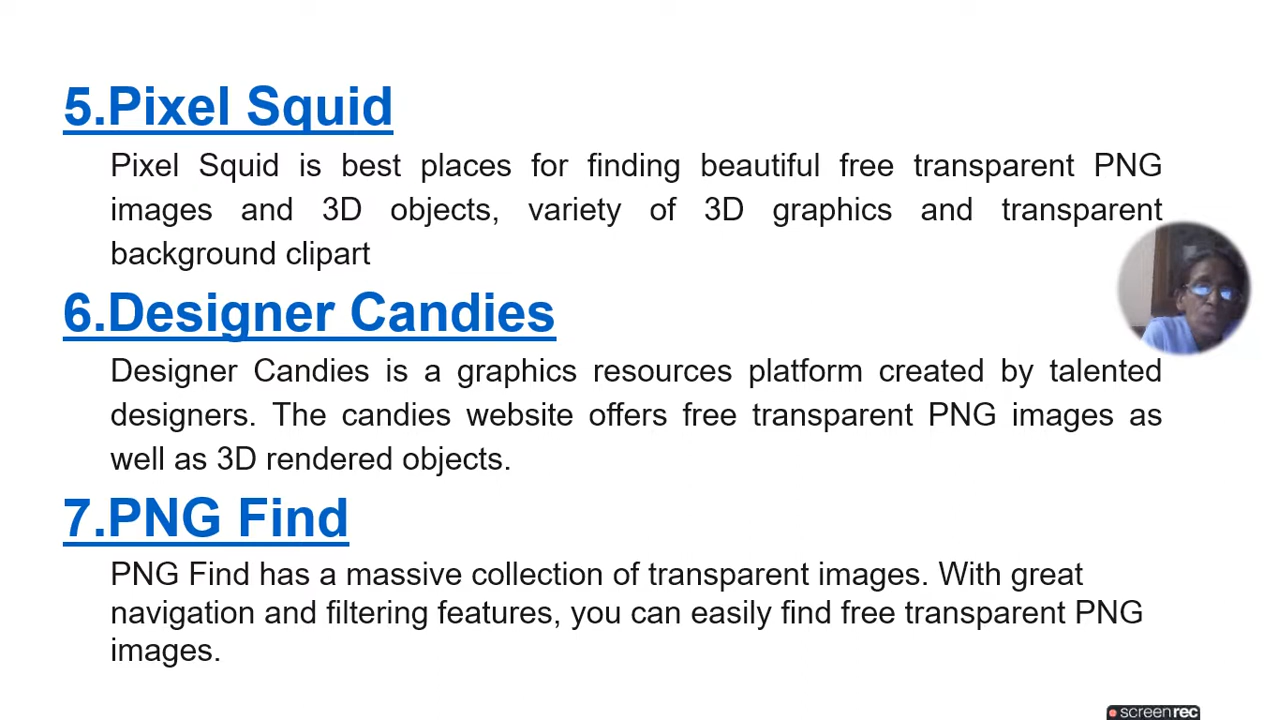 5.Pixel Squid
Pixel Squid is best places for finding beautiful free transparent PNG
images and 3D objects, variety of 3D graphics and transparent
background clipart
6.Designer Candies
Designer Candies is a graphics resources platform created by talented
designers. The candies website offers free transparent PNG images as
well as 3D rendered objects.
7.PNG Find
PNG Find has a massive collection of transparent images. With great
navigation and filtering features, you can easily find free transparent PNG
images.
screenrec